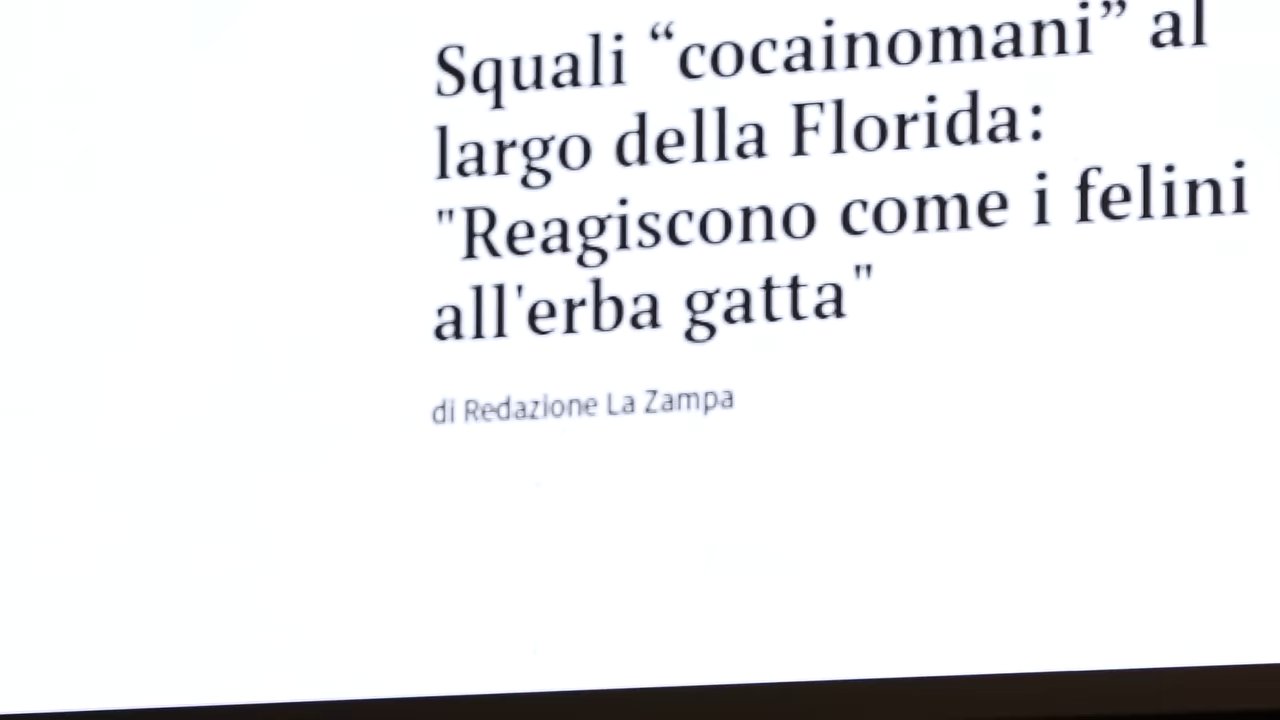 Squali “cocainomani” al
largo della Florida:
"Reagiscono come i felini
all'erba gatta"
di Redazione La Zampa